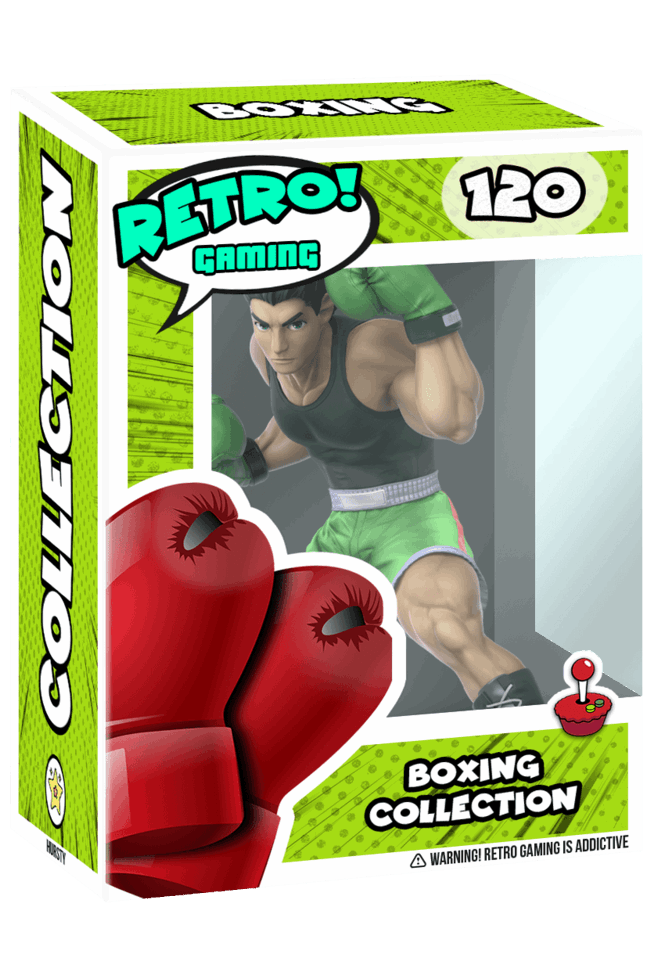 BOXING
RETRO!
GAMING
120
COLLECTION
BOXING
COLLECTION
WARNING! RETRO GAMING IS ADDICTIVE
HURSTY